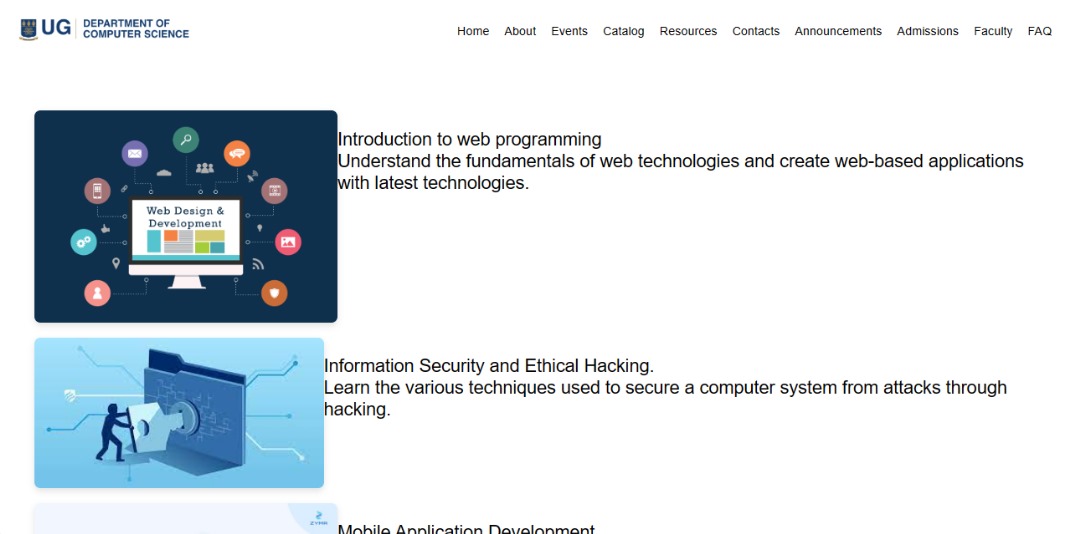 UG DEPARTMENT OF
COMPUTER SCIENCE
Home About Events Catalog Resources Contacts Announcements Admissions Faculty FAQ
Web Design &
Development
Introduction to web programming
Understand the fundamentals of web technologies and create web-based applications
with latest technologies.
Information Security and Ethical Hacking.
Learn the various techniques used to secure a computer system from attacks through
hacking.
ZYMR
Mobile Application Development